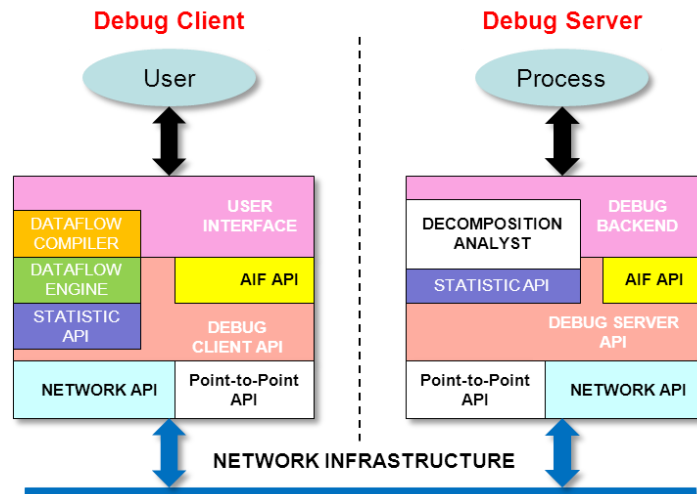 Debug Client
Debug Server
User
Process
USER
INTERFACE
DATAFLOW
COMPILER
DATAFLOW
ENGINE
AIF API
STATISTIC
API
DEBUG
CLIENT API
NETWORK API
Point-to-Point
API
DEBUG
BACKEND
DECOMPOSITION
ANALYST
STATISTIC API
AIF API
DEBUG SERVER
API
Point-to-Point
API
NETWORK API
NETWORK INFRASTRUCTURE